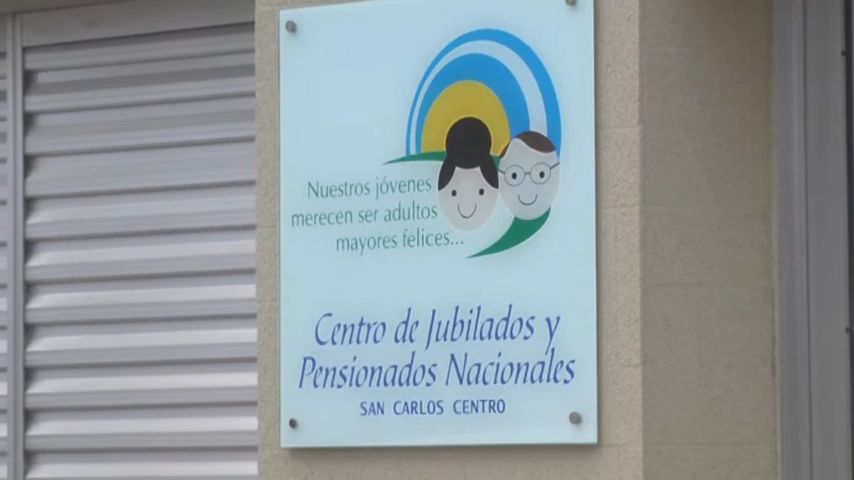 Nuestros jóvenes
merecen ser adultos
mayores felices...
Centro de Jubilados y
Pensionados Nacionales
SAN CARLOS CENTRO